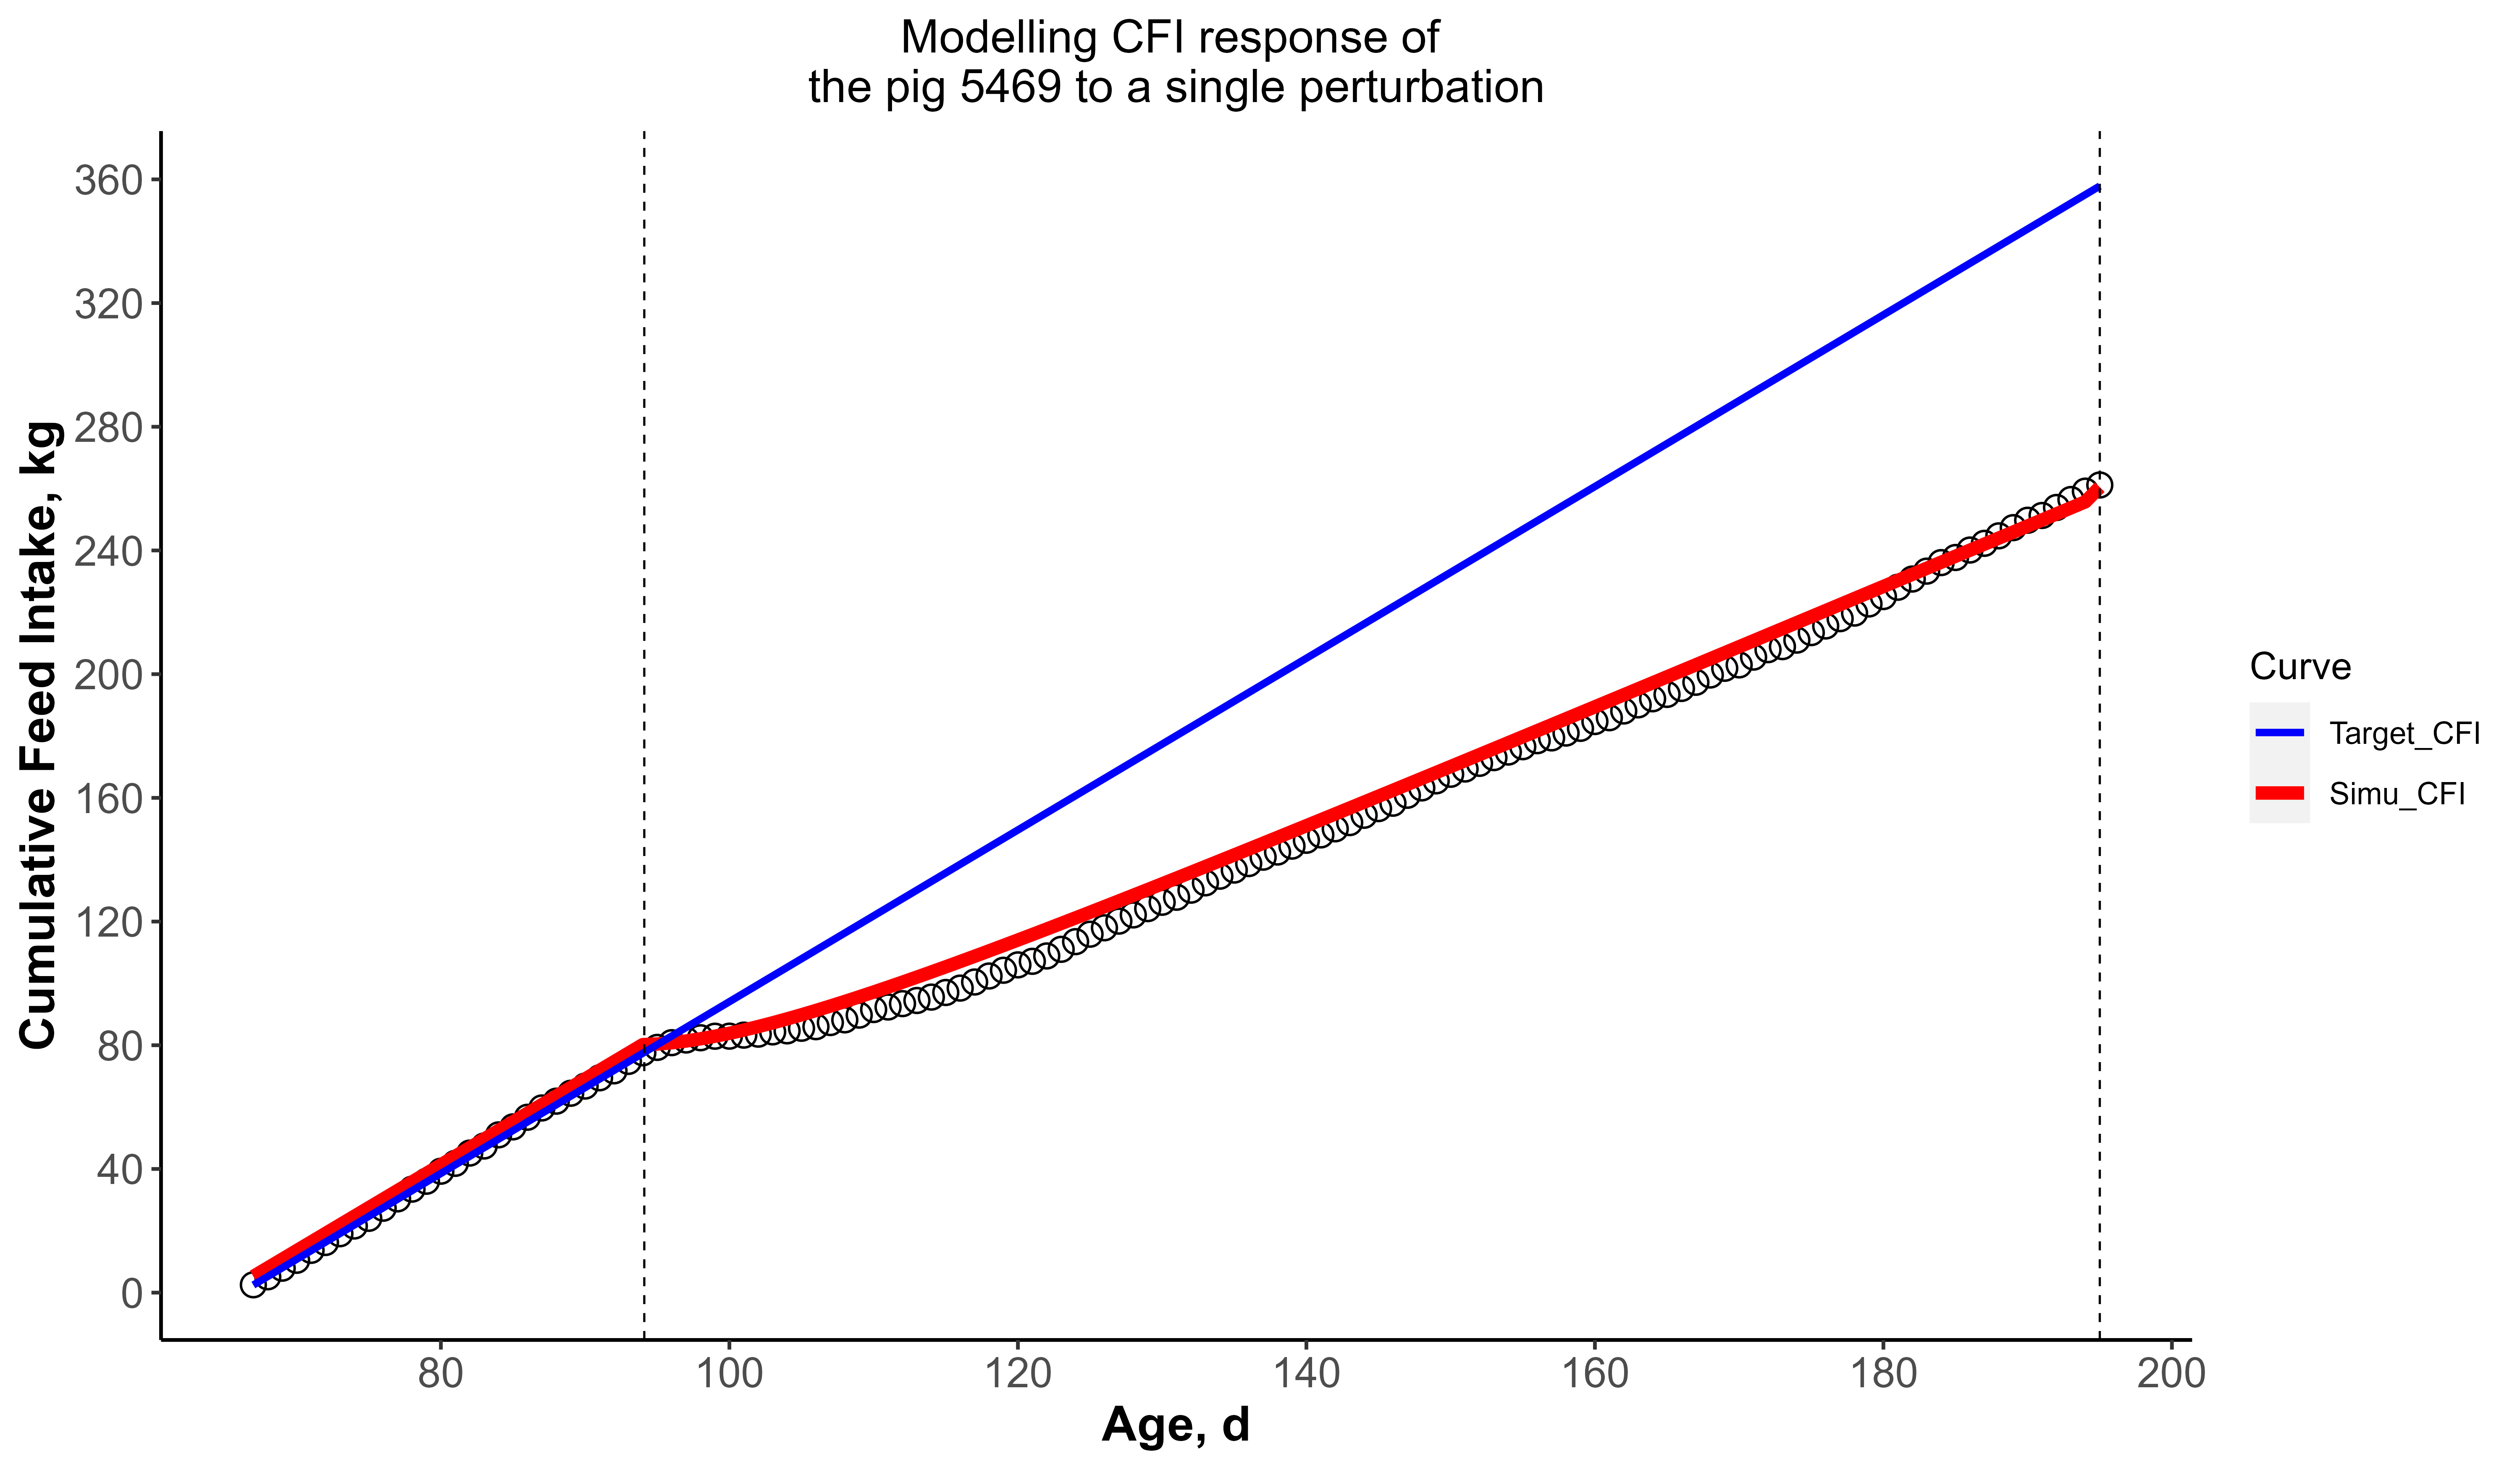 Modelling CFI response of
the pig 5469 to a single perturbation
Cumulative Feed Intake, kg
360
320
280
240
200
160
120
80
40
0
80 100 120 140 160 180 200
Age, d
Curve
Target_CFI
Simu_CFI